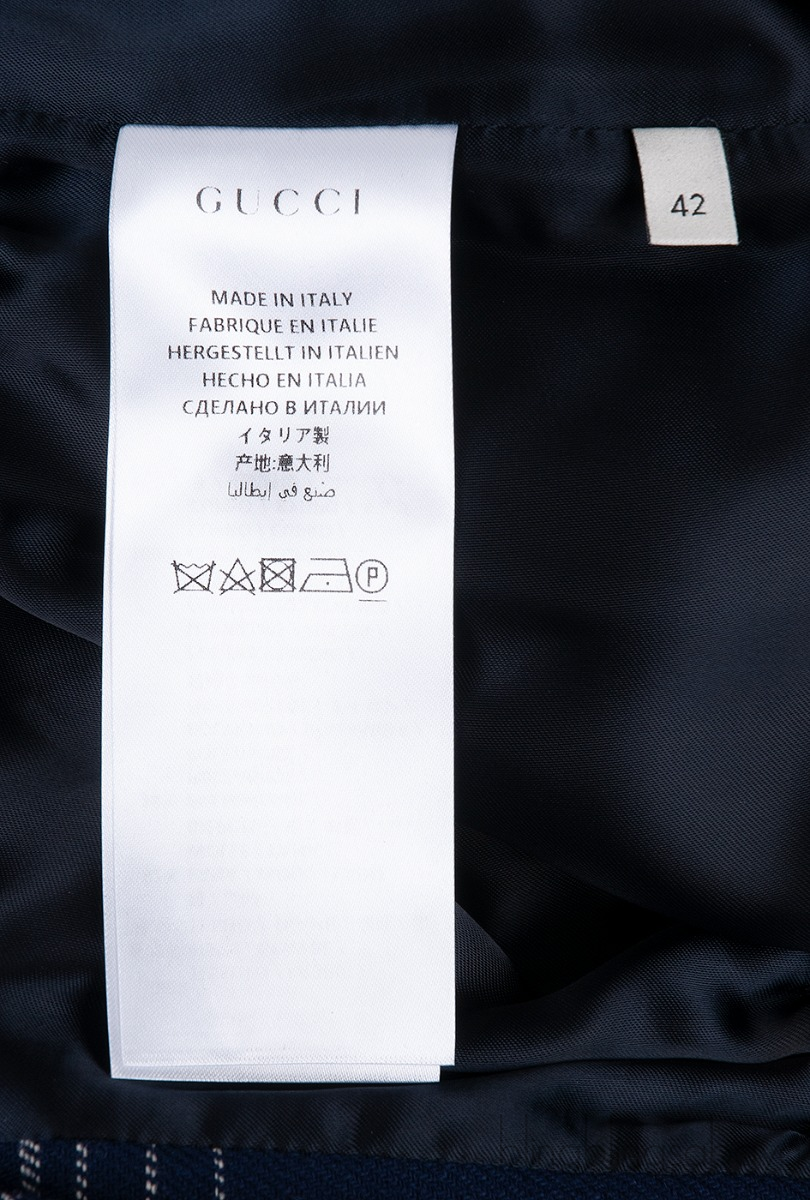 GUCCI
42
MADE IN ITALY
FABRIQUE EN ITALIE
HERGESTELLT IN ITALIEN
HECHO EN ITALIA
СДЕЛАНО В ИТАЛИИ
イタリア製
产地:意大利
صنع في إيطاليا
P